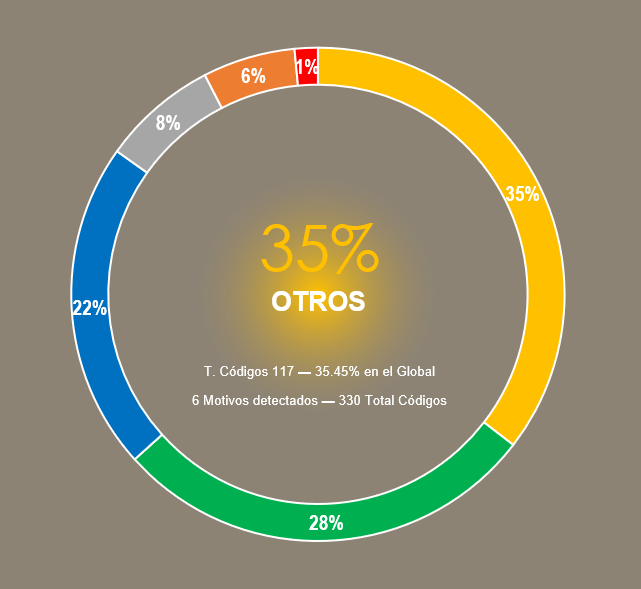 1%
6%
8%
35%
35%
OTROS
22%
T. Códigos 117 — 35.45% en el Global
6 Motivos detectados — 330 Total Códigos
28%